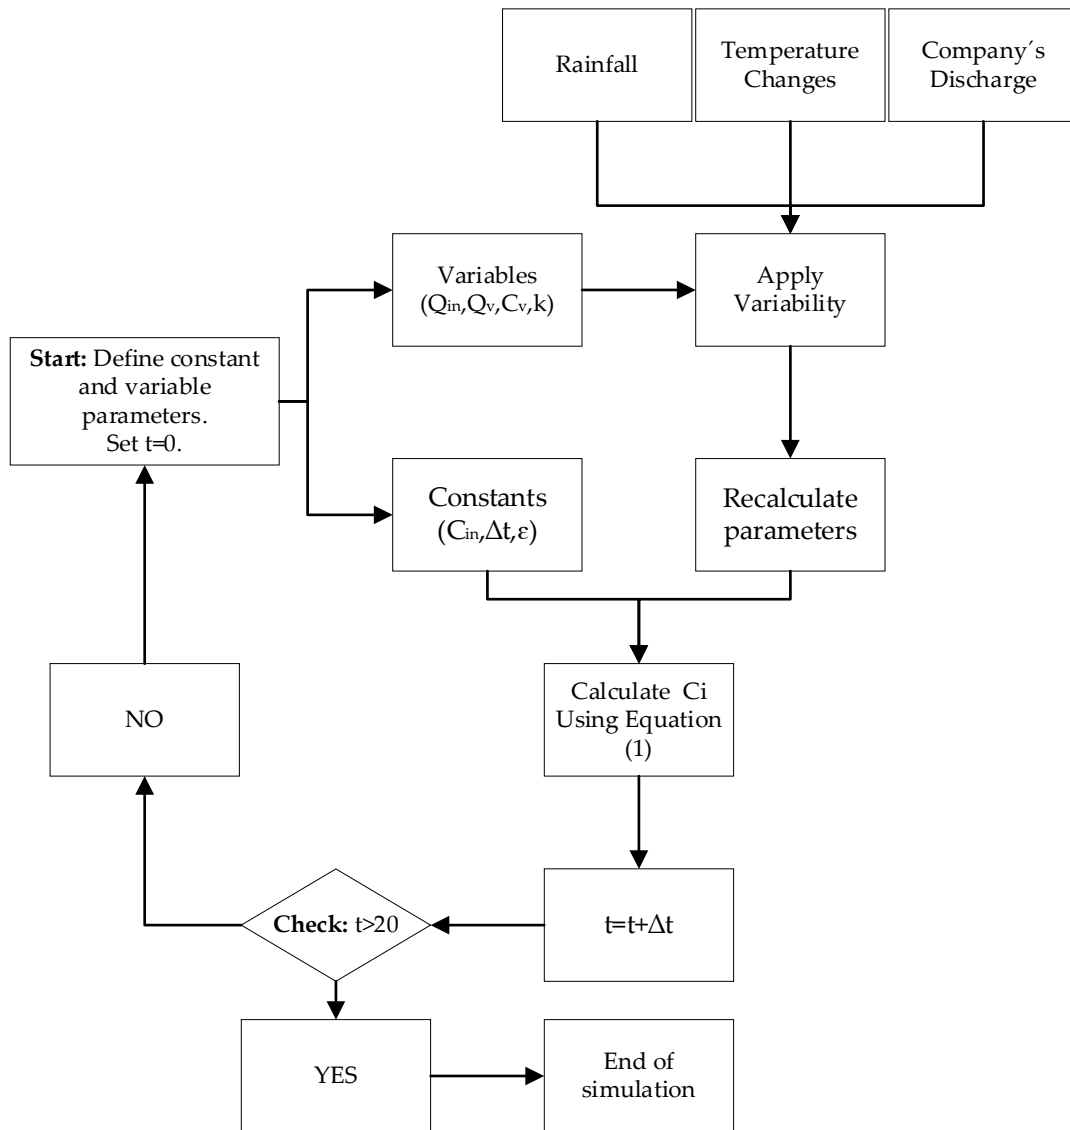 Rainfall
Temperature
Changes
Company´s
Discharge
Variables
(Qin,Qv,Cv,k)
Apply
Variability
Start: Define constant
and variable
parameters.
Set t=0.
Constants
(Cin,Δt,ε)
Recalculate
parameters
Calculate Ci
Using Equation
(1)
NO
Check: t>20
t=t+Δt
YES
End of
simulation